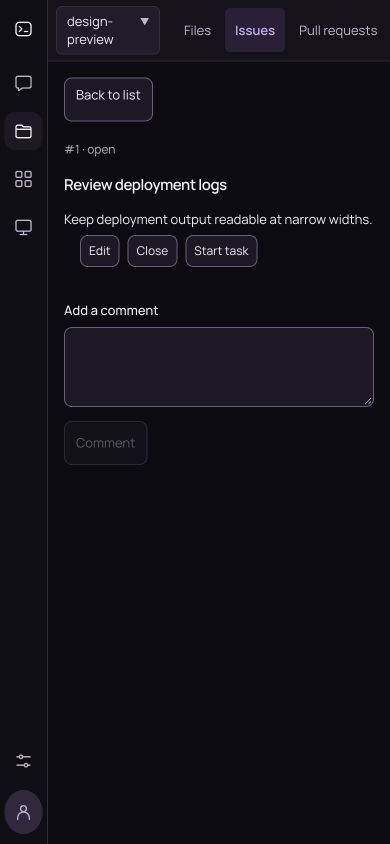 design-
preview
Files
Issues
Pull requests
Back to list
#1 · open
Review deployment logs
Keep deployment output readable at narrow widths.
Edit
Close
Start task
Add a comment
Comment